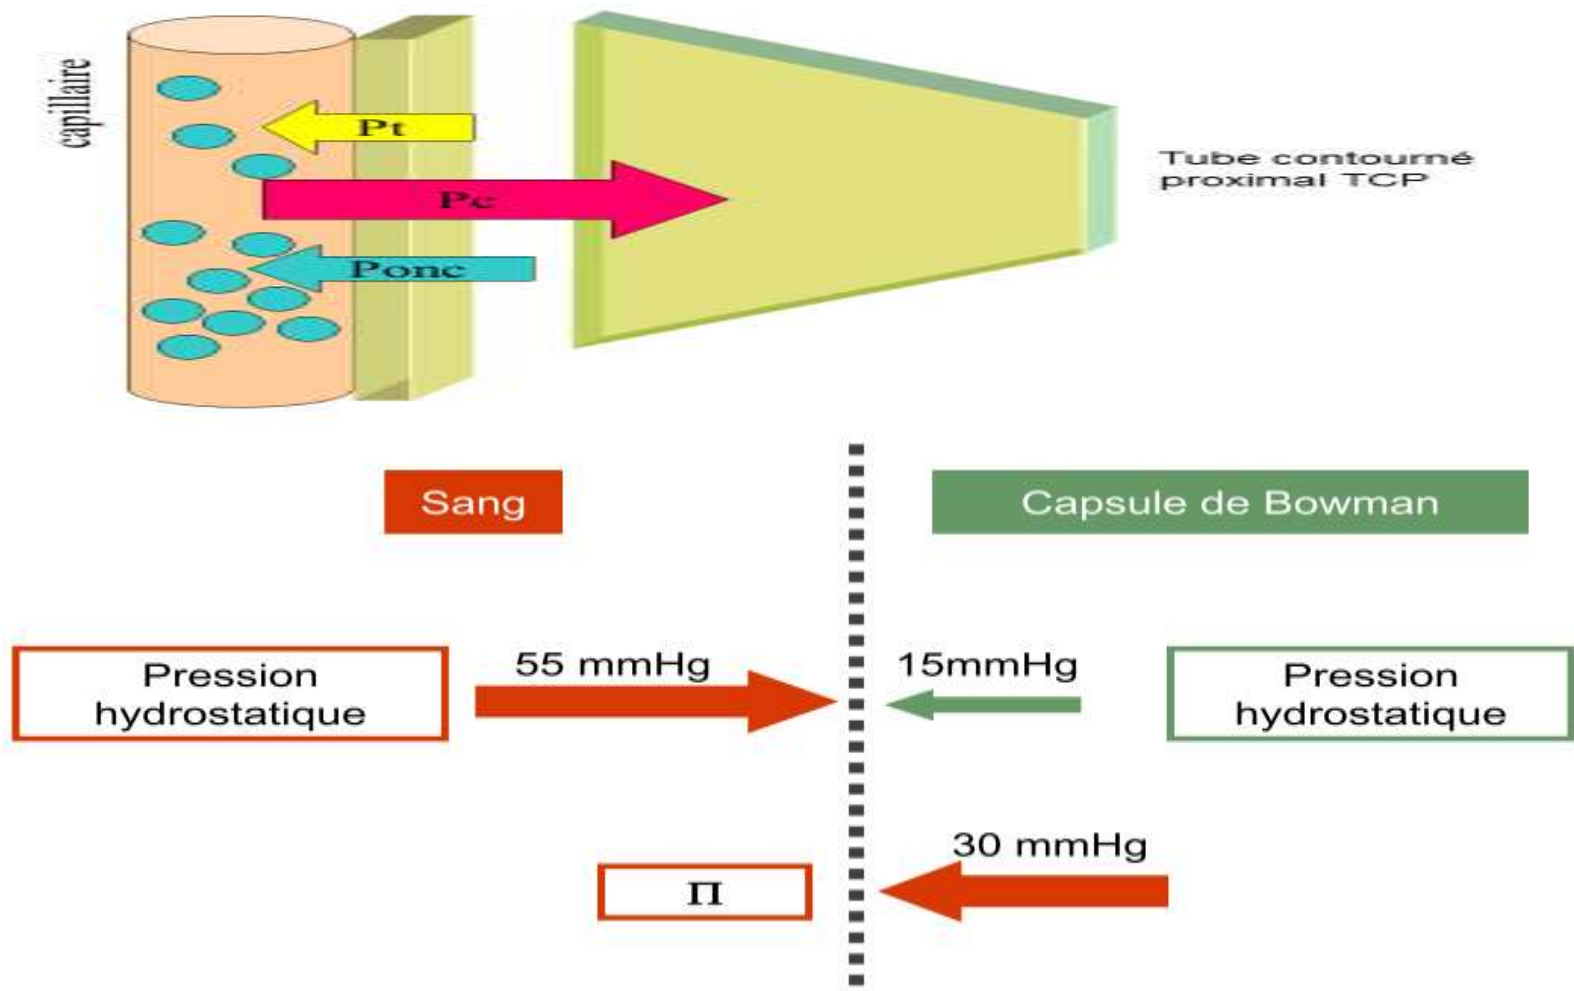 capillaire
Pt
Pc
Ponc
Tube contourné
proximal TCP
Sang
Capsule de Bowman
Pression
hydrostatique
55 mmHg
15mmHg
Pression
hydrostatique
30 mmHg
Π